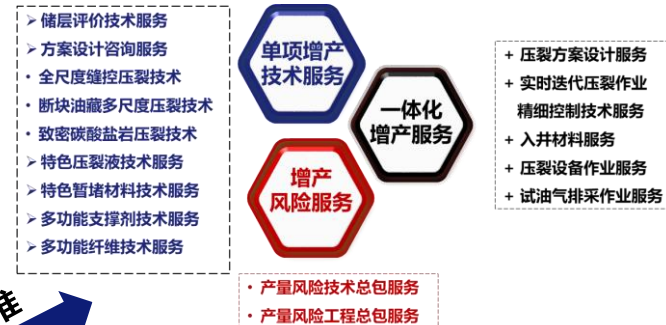 ➢ 储层评价技术服务
➢ 方案设计咨询服务
• 全尺度缝控压裂技术
• 断块油藏多尺度压裂技术
• 致密碳酸盐岩压裂技术
➢ 特色压裂液技术服务
➢ 特色暂堵材料技术服务
➢ 多功能支撑剂技术服务
➢ 多功能纤维技术服务
单项增产
技术服务
一体化
增产服务
增产
风险服务
+ 压裂方案设计服务
+ 实时迭代压裂作业
精细控制技术服务
+ 入井材料服务
+ 压裂设备作业服务
+ 试油气排采作业服务
• 产量风险技术总包服务
• 产量风险工程总包服务